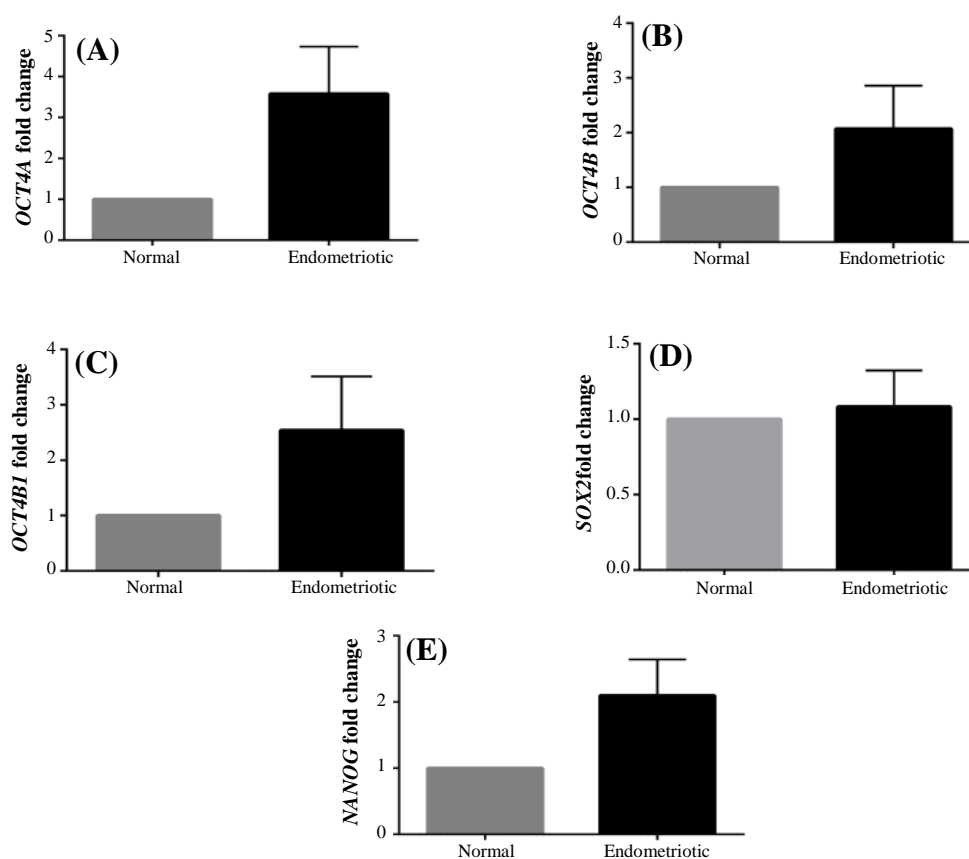 (A)
OCT4A fold change
5
4
3
2
1
0
Normal Endometriotic
(B)
OCT4B fold change
4
3
2
1
0
Normal Endometriotic
(C)
OCT4B1 fold change
4
3
2
1
0
Normal Endometriotic
(D)
SOX2fold change
1.5
1.0
0.5
0.0
Normal Endometriotic
(E)
NANOG fold change
3
2
1
0
Normal Endometriotic